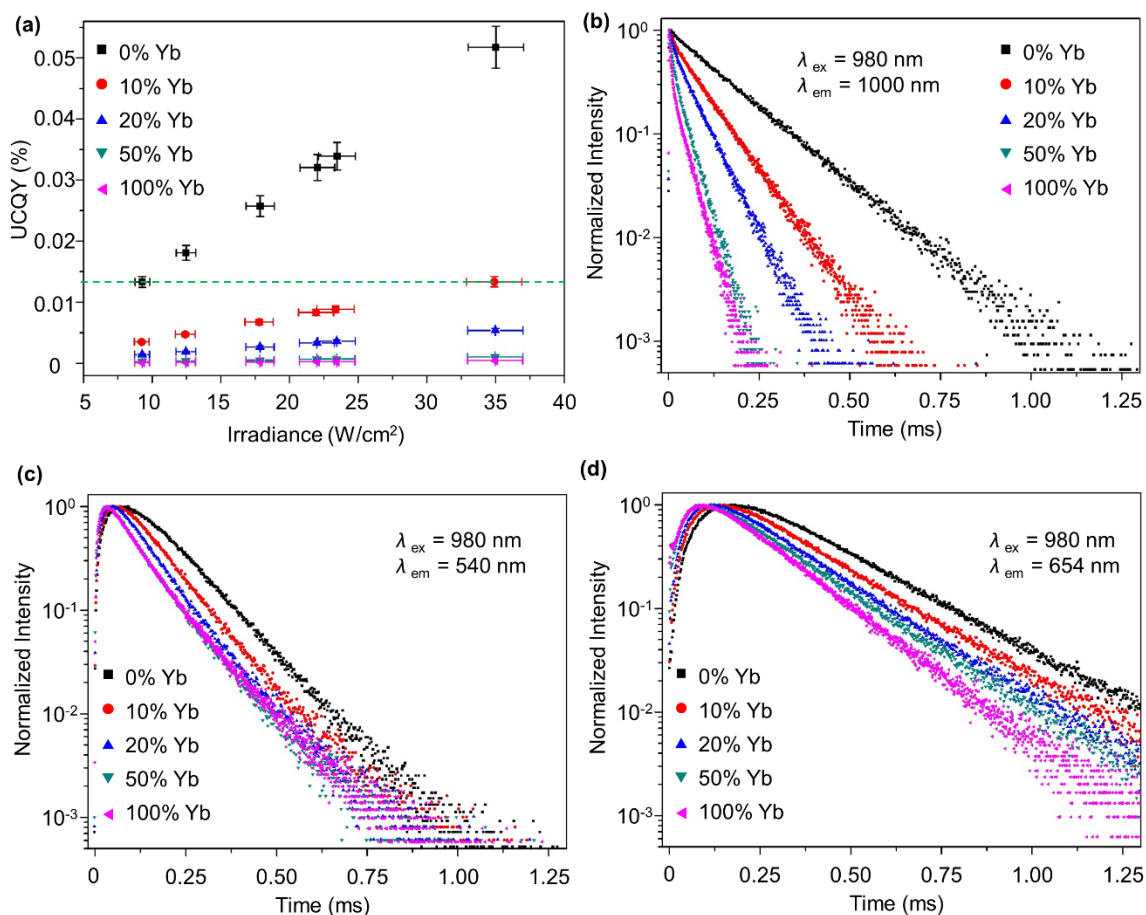 (a)
0% Yb
10% Yb
20% Yb
50% Yb
100% Yb
UCQY (%)
0.05
0.04
0.03
0.02
0.01
0
5 10 15 20 25 30 35 40
Irradiance (W/cm²)
(b)
λ ex = 980 nm
λ em = 1000 nm
0% Yb
10% Yb
20% Yb
50% Yb
100% Yb
Normalized Intensity
10⁰
10⁻¹
10⁻²
10⁻³
0 0.25 0.50 0.75 1.00 1.25
Time (ms)
(c)
λ ex = 980 nm
λ em = 540 nm
0% Yb
10% Yb
20% Yb
50% Yb
100% Yb
Normalized Intensity
10⁰
10⁻¹
10⁻²
10⁻³
0 0.25 0.50 0.75 1.00 1.25
Time (ms)
(d)
λ ex = 980 nm
λ em = 654 nm
0% Yb
10% Yb
20% Yb
50% Yb
100% Yb
Normalized Intensity
10⁰
10⁻¹
10⁻²
10⁻³
0 0.25 0.50 0.75 1.00 1.25
Time (ms)